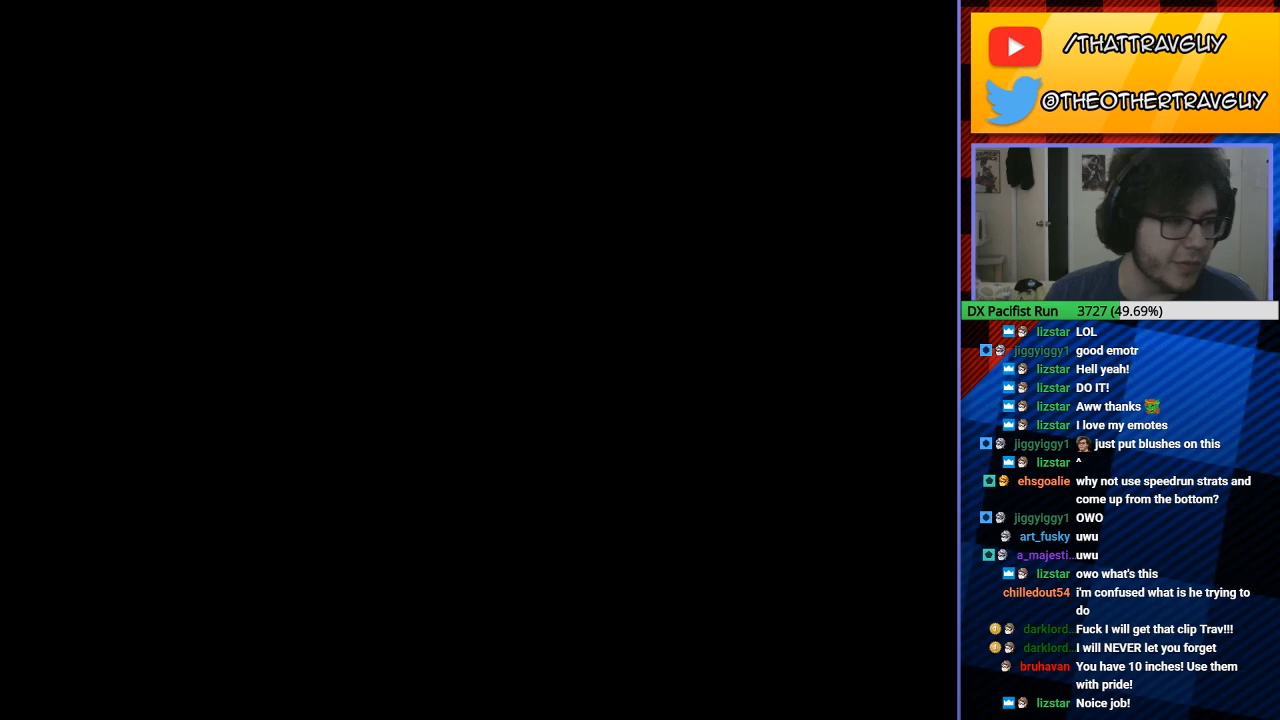 /THATTRAVGUY
@THEOTHERTRAVGUY
DX Pacifist Run 3727 (49.69%)
lizstar LOL
jiggyiggy1 good emotr
lizstar Hell yeah!
lizstar DO IT!
lizstar Aww thanks
lizstar I love my emotes
jiggyiggy1 just put blushes on this
lizstar ^
ehsgoalie why not use speedrun strats and
come up from the bottom?
jiggyiggy1 OWO
art_fusky uwu
a_majesti... uwu
lizstar owo what's this
chilledout54 i'm confused what is he trying to
do
darklord... Fuck I will get that clip Trav!!!
darklord... I will NEVER let you forget
bruhavan You have 10 inches! Use them
with pride!
lizstar Noice job!